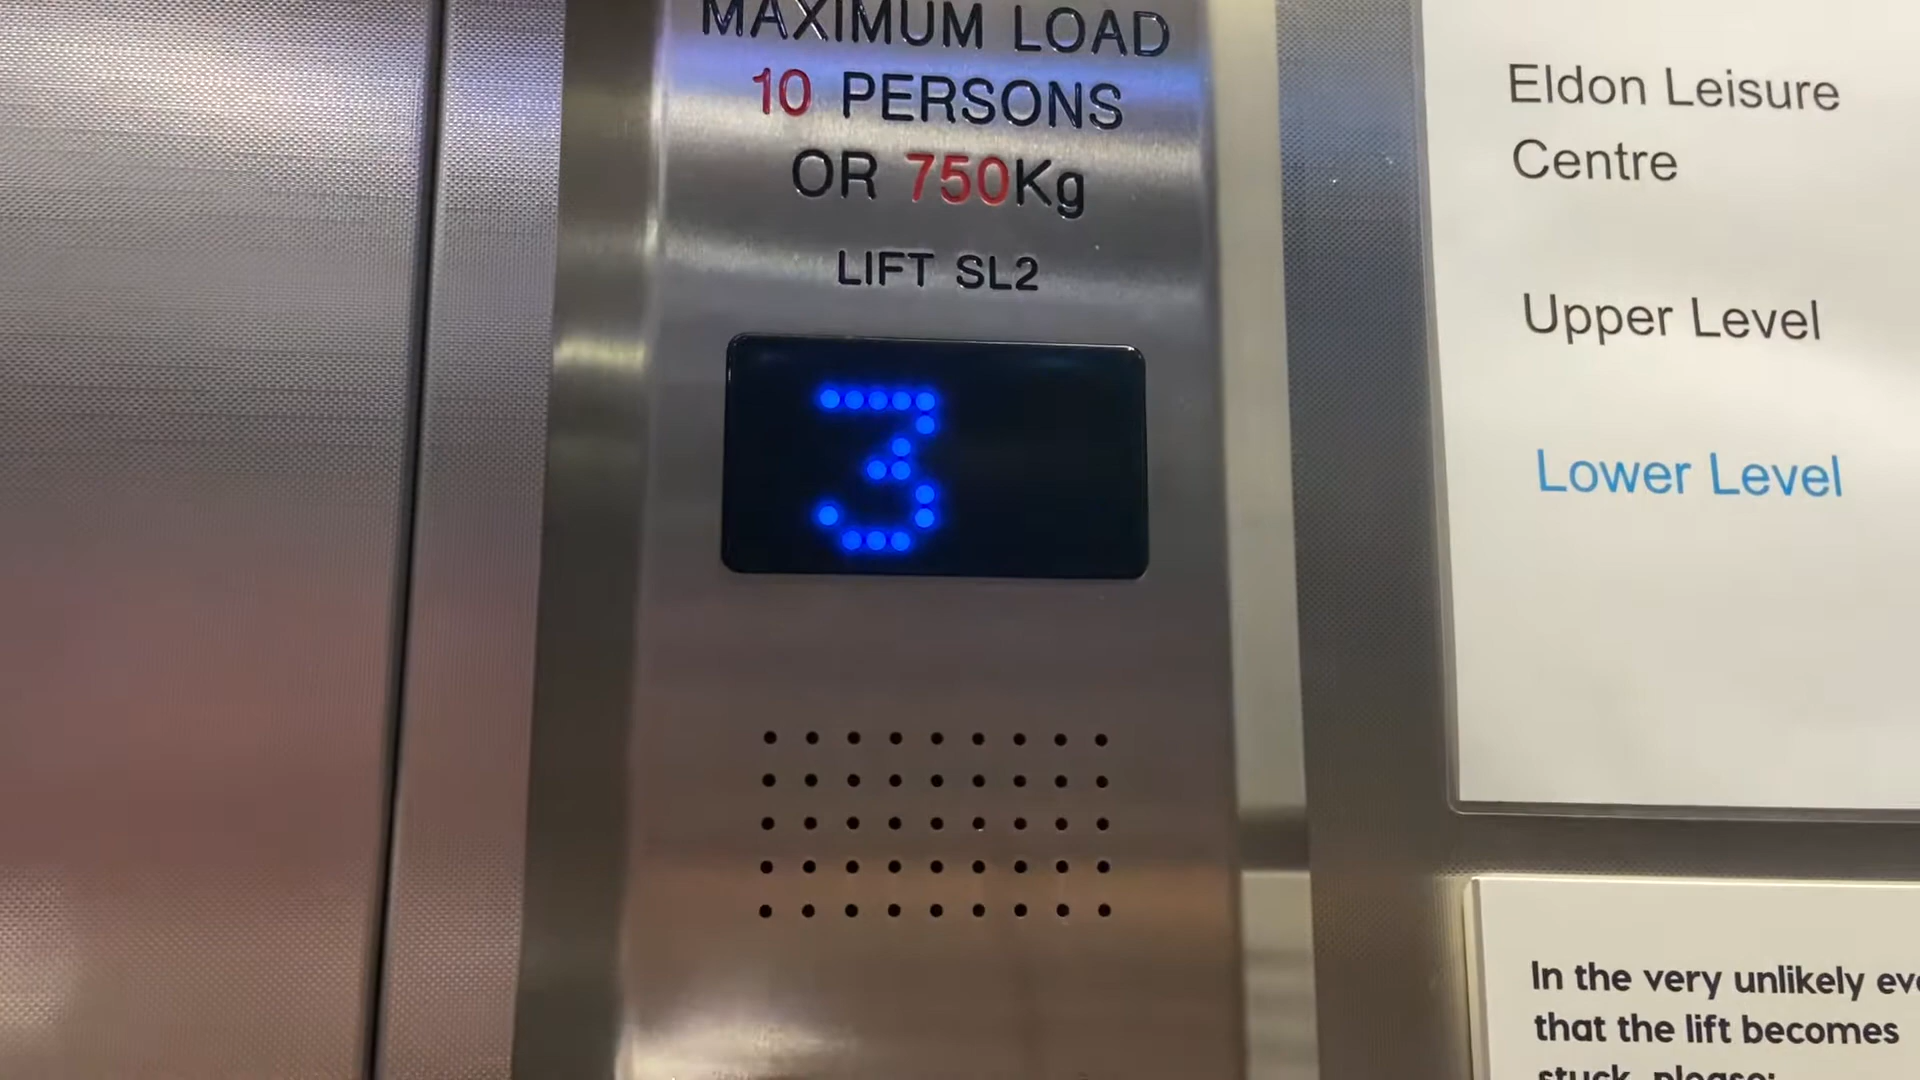 MAXIMUM LOAD
10 PERSONS
OR 750Kg
LIFT SL2
3
Eldon Leisure
Centre
Upper Level
Lower Level
In the very unlikely
that the lift becomes
stuck, please: